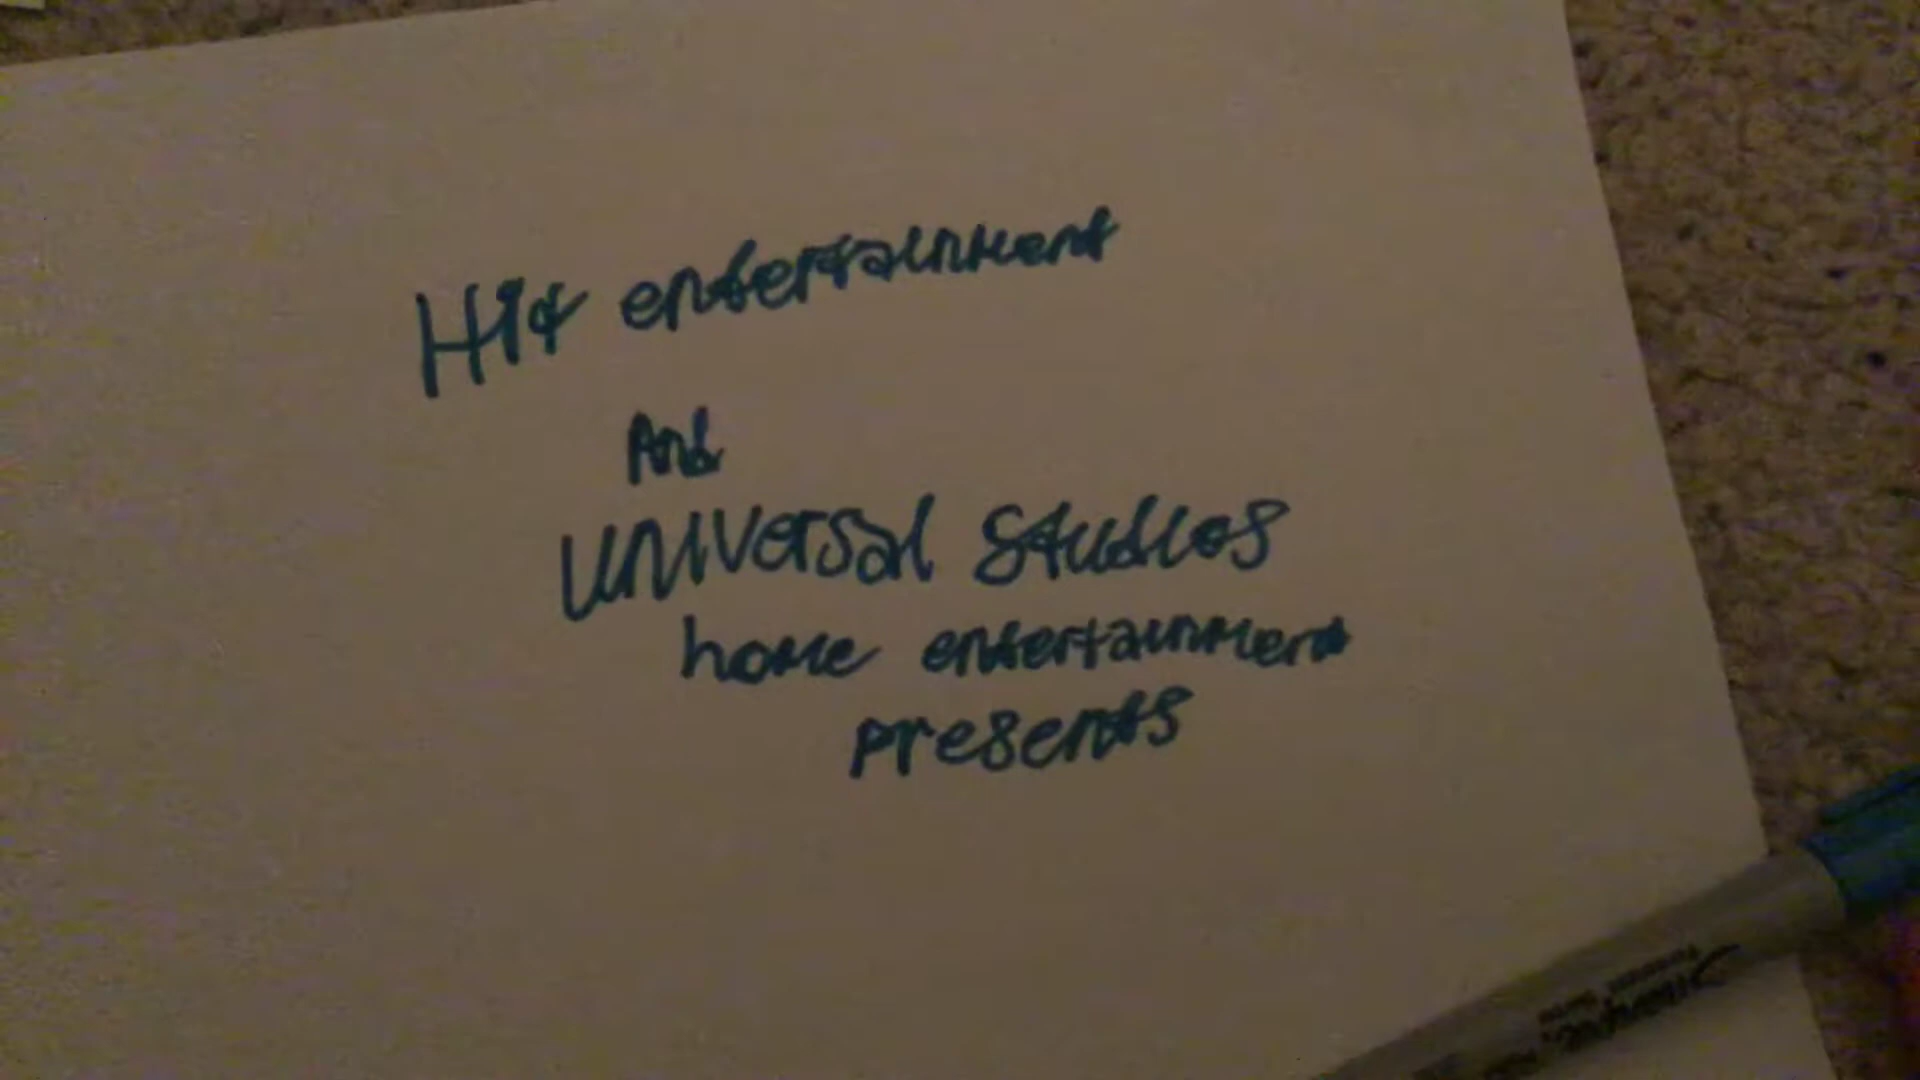 Hit entertainment
And
Universal Studios
home entertainment
presents